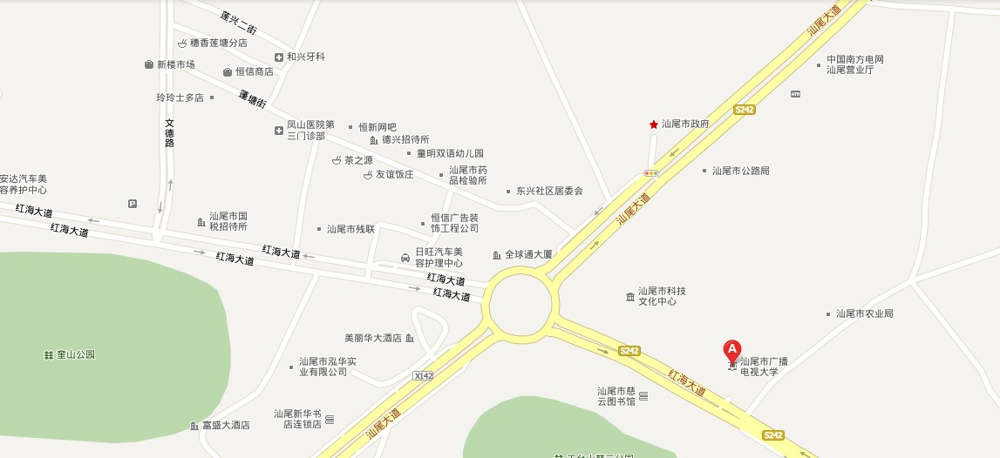 莲兴二街
汕尾大道
穗香莲塘分店
和兴牙科
新楼市场
恒信商店
中国南方电网
汕尾营业厅
玲玲士多店
莲塘街
ATM
S242
文德路
凤山医院第
三门诊部
恒新网吧
德兴招待所
汕尾市政府
童明双语幼儿园
茶之源
友谊饭庄
汕尾市药
品检验所
汕尾市公路局
安达汽车美
容养护中心
P
东兴社区居委会
红海大道
红海大道
汕尾市国
税招待所
汕尾市残联
恒信广告装
饰工程公司
汕尾大道
红海大道
红海大道
日旺汽车美
容护理中心
全球通大厦
红海大道
红海大道
汕尾市科技
文化中心
汕尾市农业局
美丽华大酒店
奎山公园
S242
A
汕尾市广播
电视大学
汕尾市泓华实
业有限公司
X142
红海大道
汕尾市慈
云图书馆
汕尾新华书
店连锁店
富盛大酒店
汕尾大道
S242